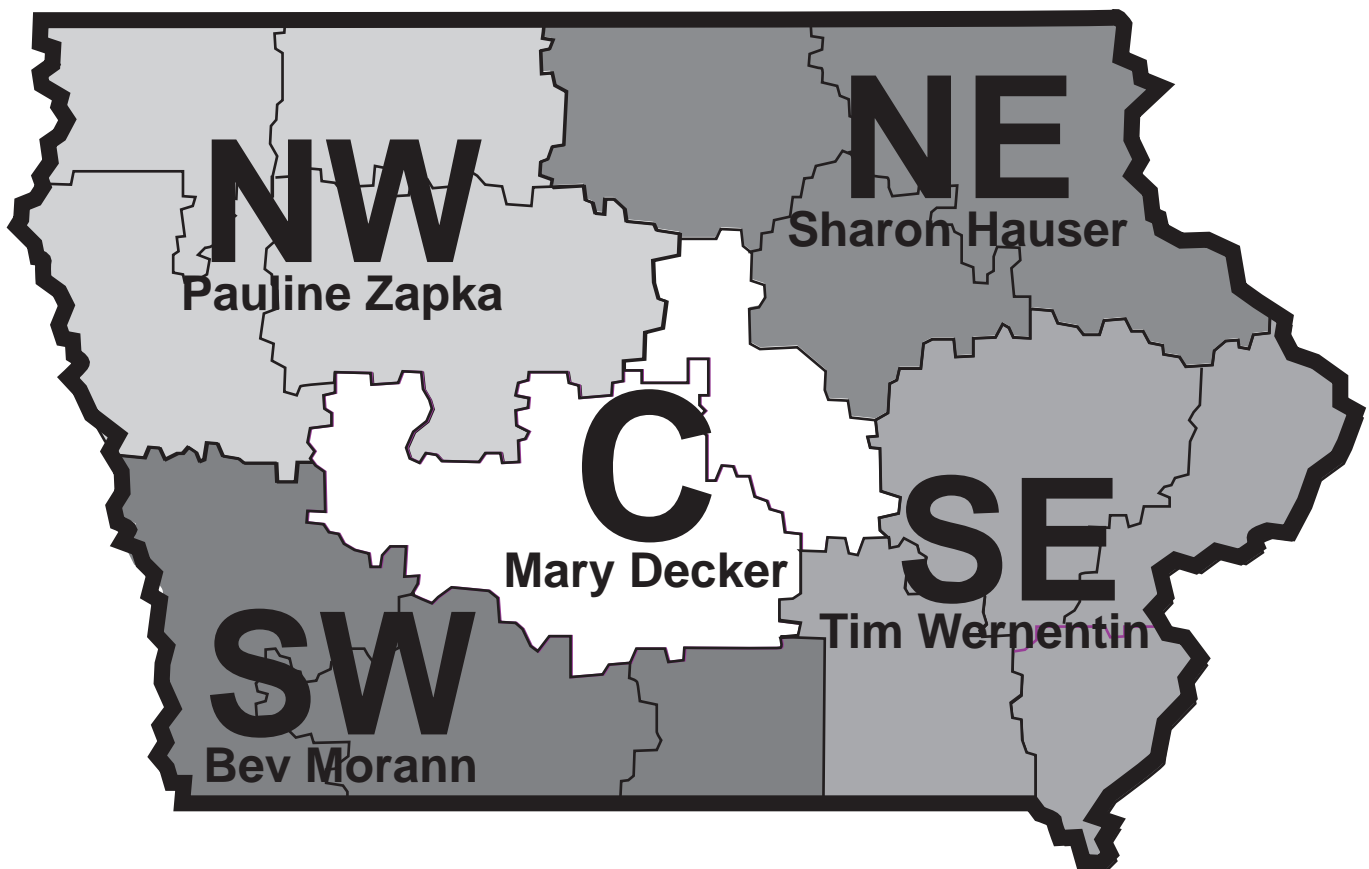 NW
Pauline Zapka
NE
Sharon Hauser
C
Mary Decker
SW
Bev Morann
SE
Tim Wernentin